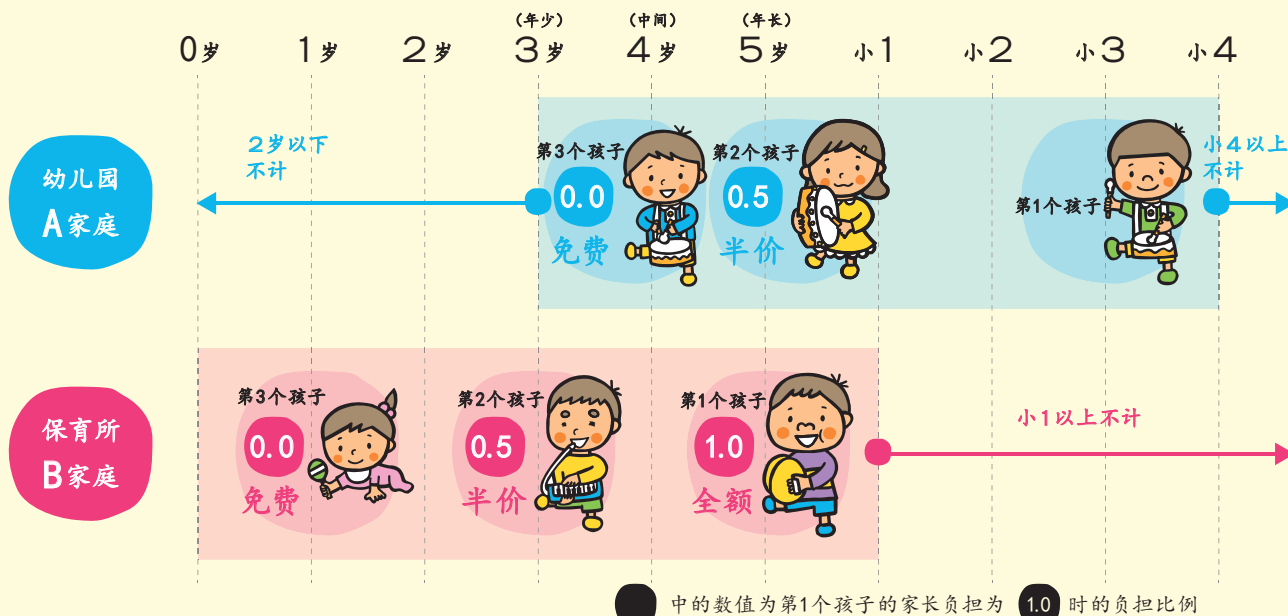 (年少) (中间) (年长)
0岁 1岁 2岁 3岁 4岁 5岁 小1 小2 小3 小4
幼儿园
A家庭
2岁以下
不计
第3个孩子
0.0
免费
第2个孩子
0.5
半价
第1个孩子
小4以上
不计
保育所
B家庭
第3个孩子
0.0
免费
第2个孩子
0.5
半价
第1个孩子
1.0
全额
小1以上不计
中的数值为第1个孩子的家长负担为 1.0 时的负担比例